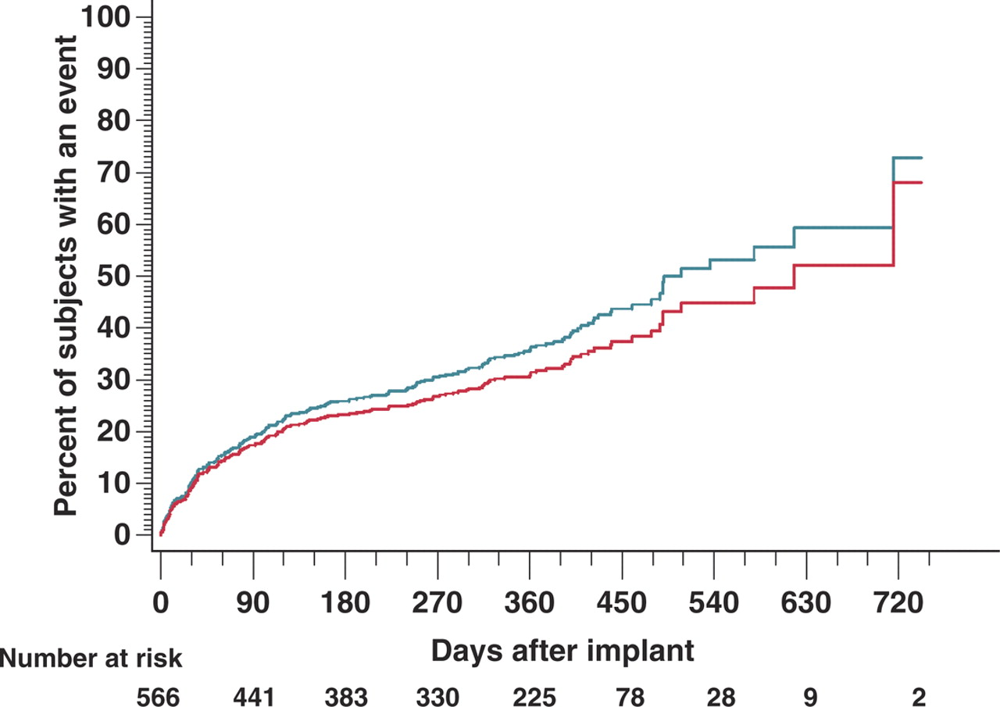 Percent of subjects with an event
100
90
80
70
60
50
40
30
20
10
0
0 90 180 270 360 450 540 630 720
Days after implant
Number at risk
566 441 383 330 225 78 28 9 2